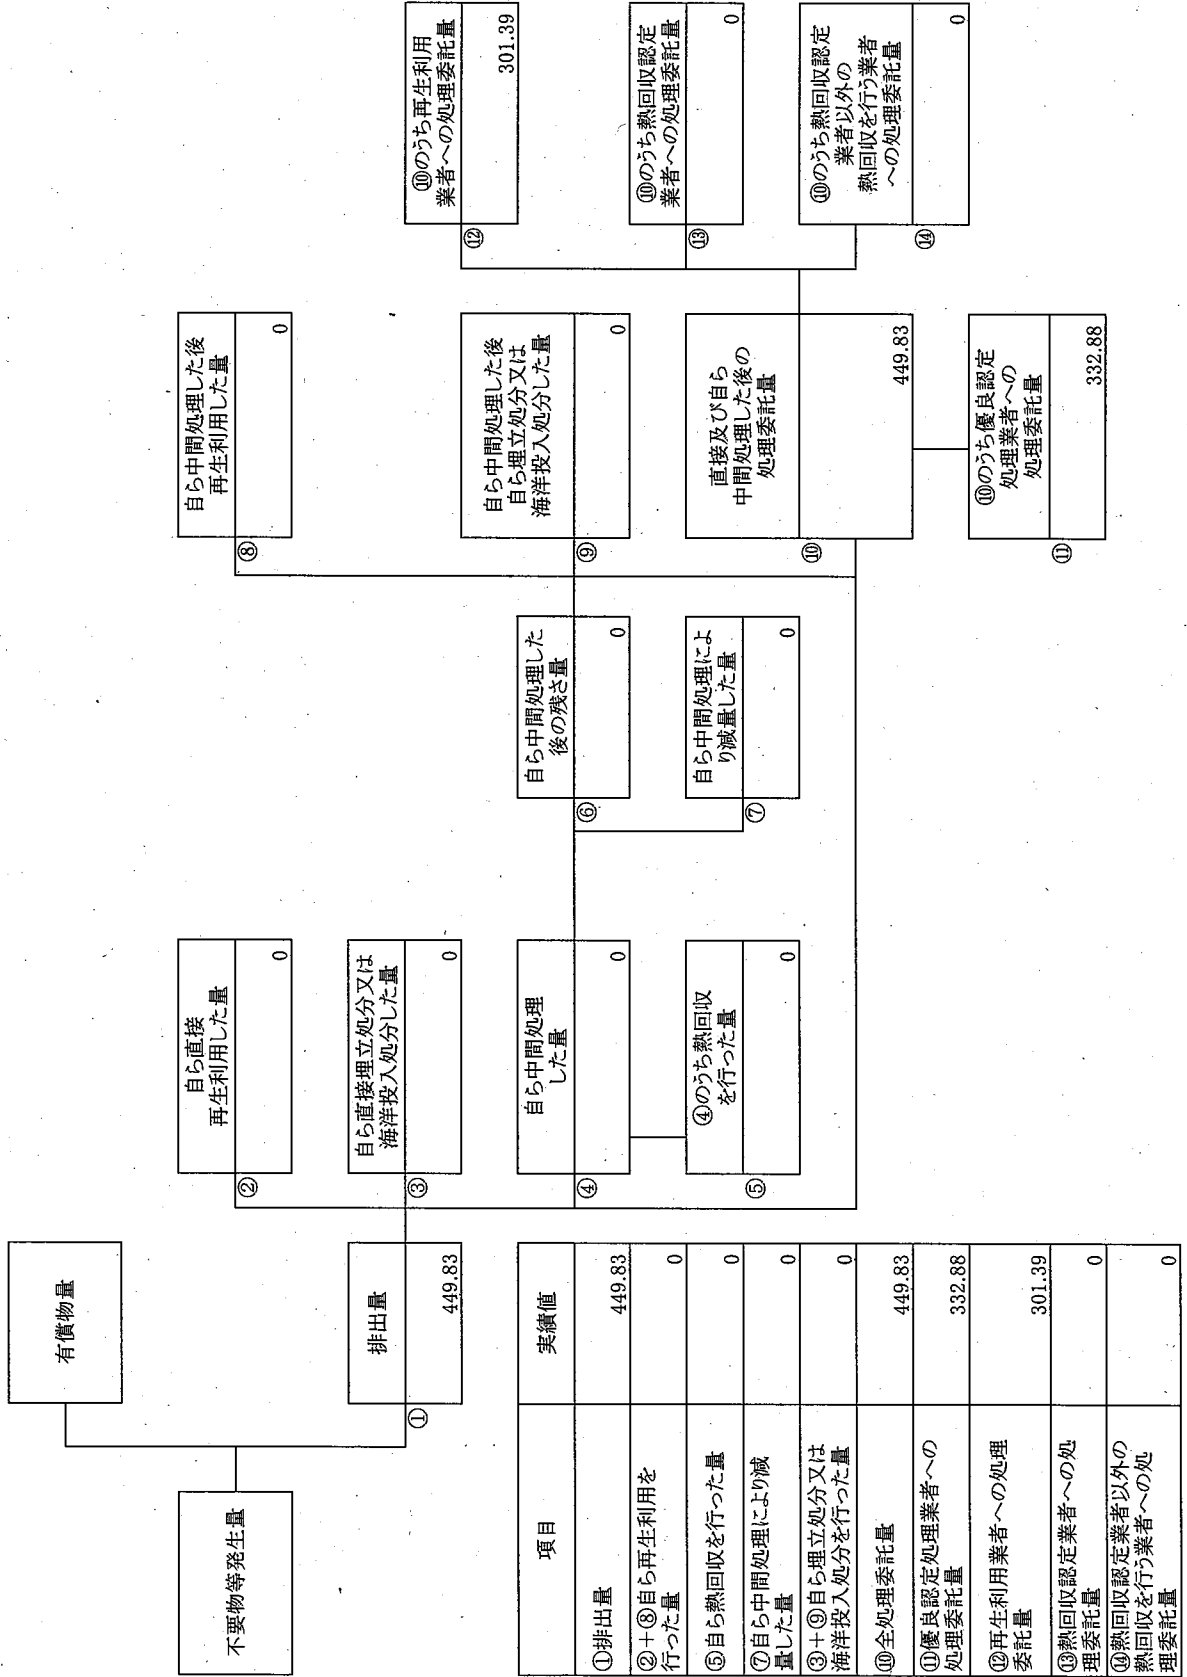 有償物量
不要物等発生量
排出量
①
449.83
自ら直接
再生利用した量
②
0
自ら直接埋立処分又は
海洋投入処分した量
③
0
自ら中間処理
した量
④
0
④のうち熱回収
を行った量
⑤
0
自ら中間処理した
後の残さ量
⑥
0
自ら中間処理によ
り減量した量
⑦
0
自ら中間処理した後
再生利用した量
⑧
0
自ら中間処理した後
自ら埋立処分又は
海洋投入処分した量
⑨
0
直接及び自ら
中間処理した後の
処理委託量
⑩
449.83
⑩のうち優良認定
処理業者への
処理委託量
⑪
332.88
⑩のうち再生利用
業者への処理委託量
⑫
301.39
⑩のうち熱回収認定
業者への処理委託量
⑬
0
⑩のうち熱回収認定
業者以外の
熱回収を行う業者
への処理委託量
⑭
0
項目 実績値
①排出量 449.83
②+⑧自ら再生利用を
行った量 0
⑤自ら熱回収を行った量 0
⑦自ら中間処理により減
量した量 0
③+⑨自ら埋立処分又は
海洋投入処分を行った量 0
⑩全処理委託量 449.83
⑪優良認定処理業者への
処理委託量 332.88
⑫再生利用業者への処理
委託量 301.39
⑬熱回収認定業者への処
理委託量 0
⑭熱回収認定業者以外の
熱回収を行う業者への処
理委託量 0